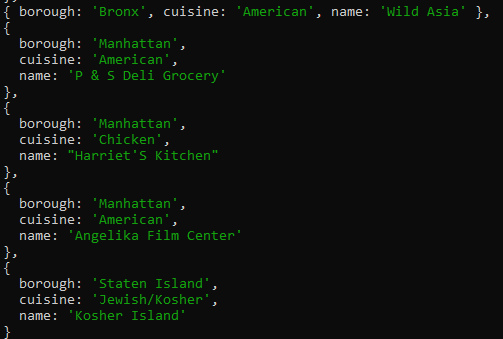 { borough: 'Bronx', cuisine: 'American', name: 'Wild Asia' },
{
borough: 'Manhattan',
cuisine: 'American',
name: 'P & S Deli Grocery'
},
{
borough: 'Manhattan',
cuisine: 'Chicken',
name: "Harriet'S Kitchen"
},
{
borough: 'Manhattan',
cuisine: 'American',
name: 'Angelika Film Center'
},
{
borough: 'Staten Island',
cuisine: 'Jewish/Kosher',
name: 'Kosher Island'
}